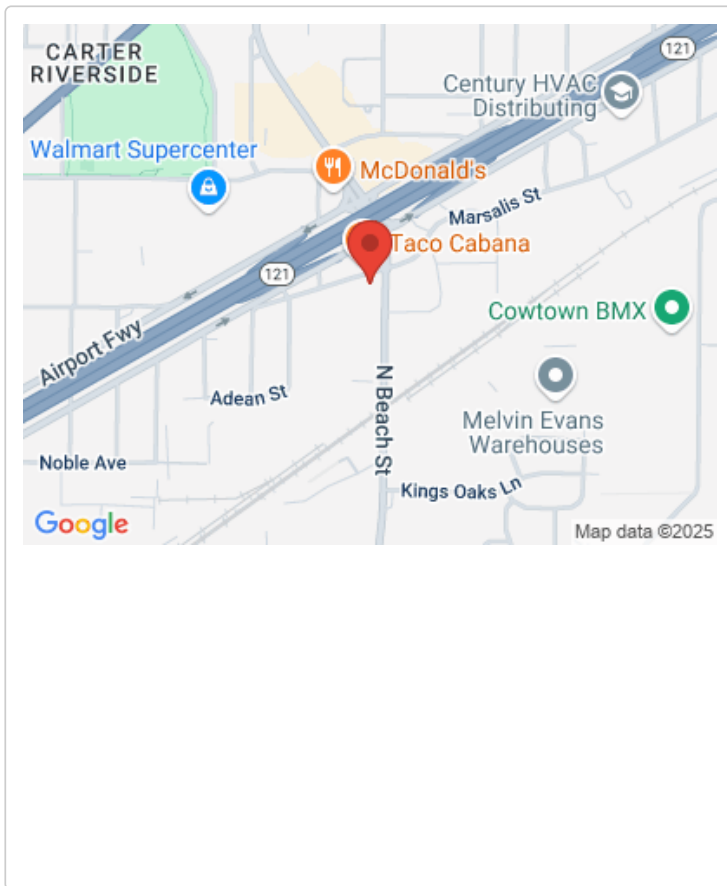 CARTER
RIVERSIDE
121
Century HVAC
Distributing
Walmart Supercenter
McDonald's
Marsalis St
Taco Cabana
121
Airport Fwy
Cowtown BMX
Adean St
N Beach St
Melvin Evans
Warehouses
Noble Ave
Kings Oaks Ln
Google
Map data ©2025